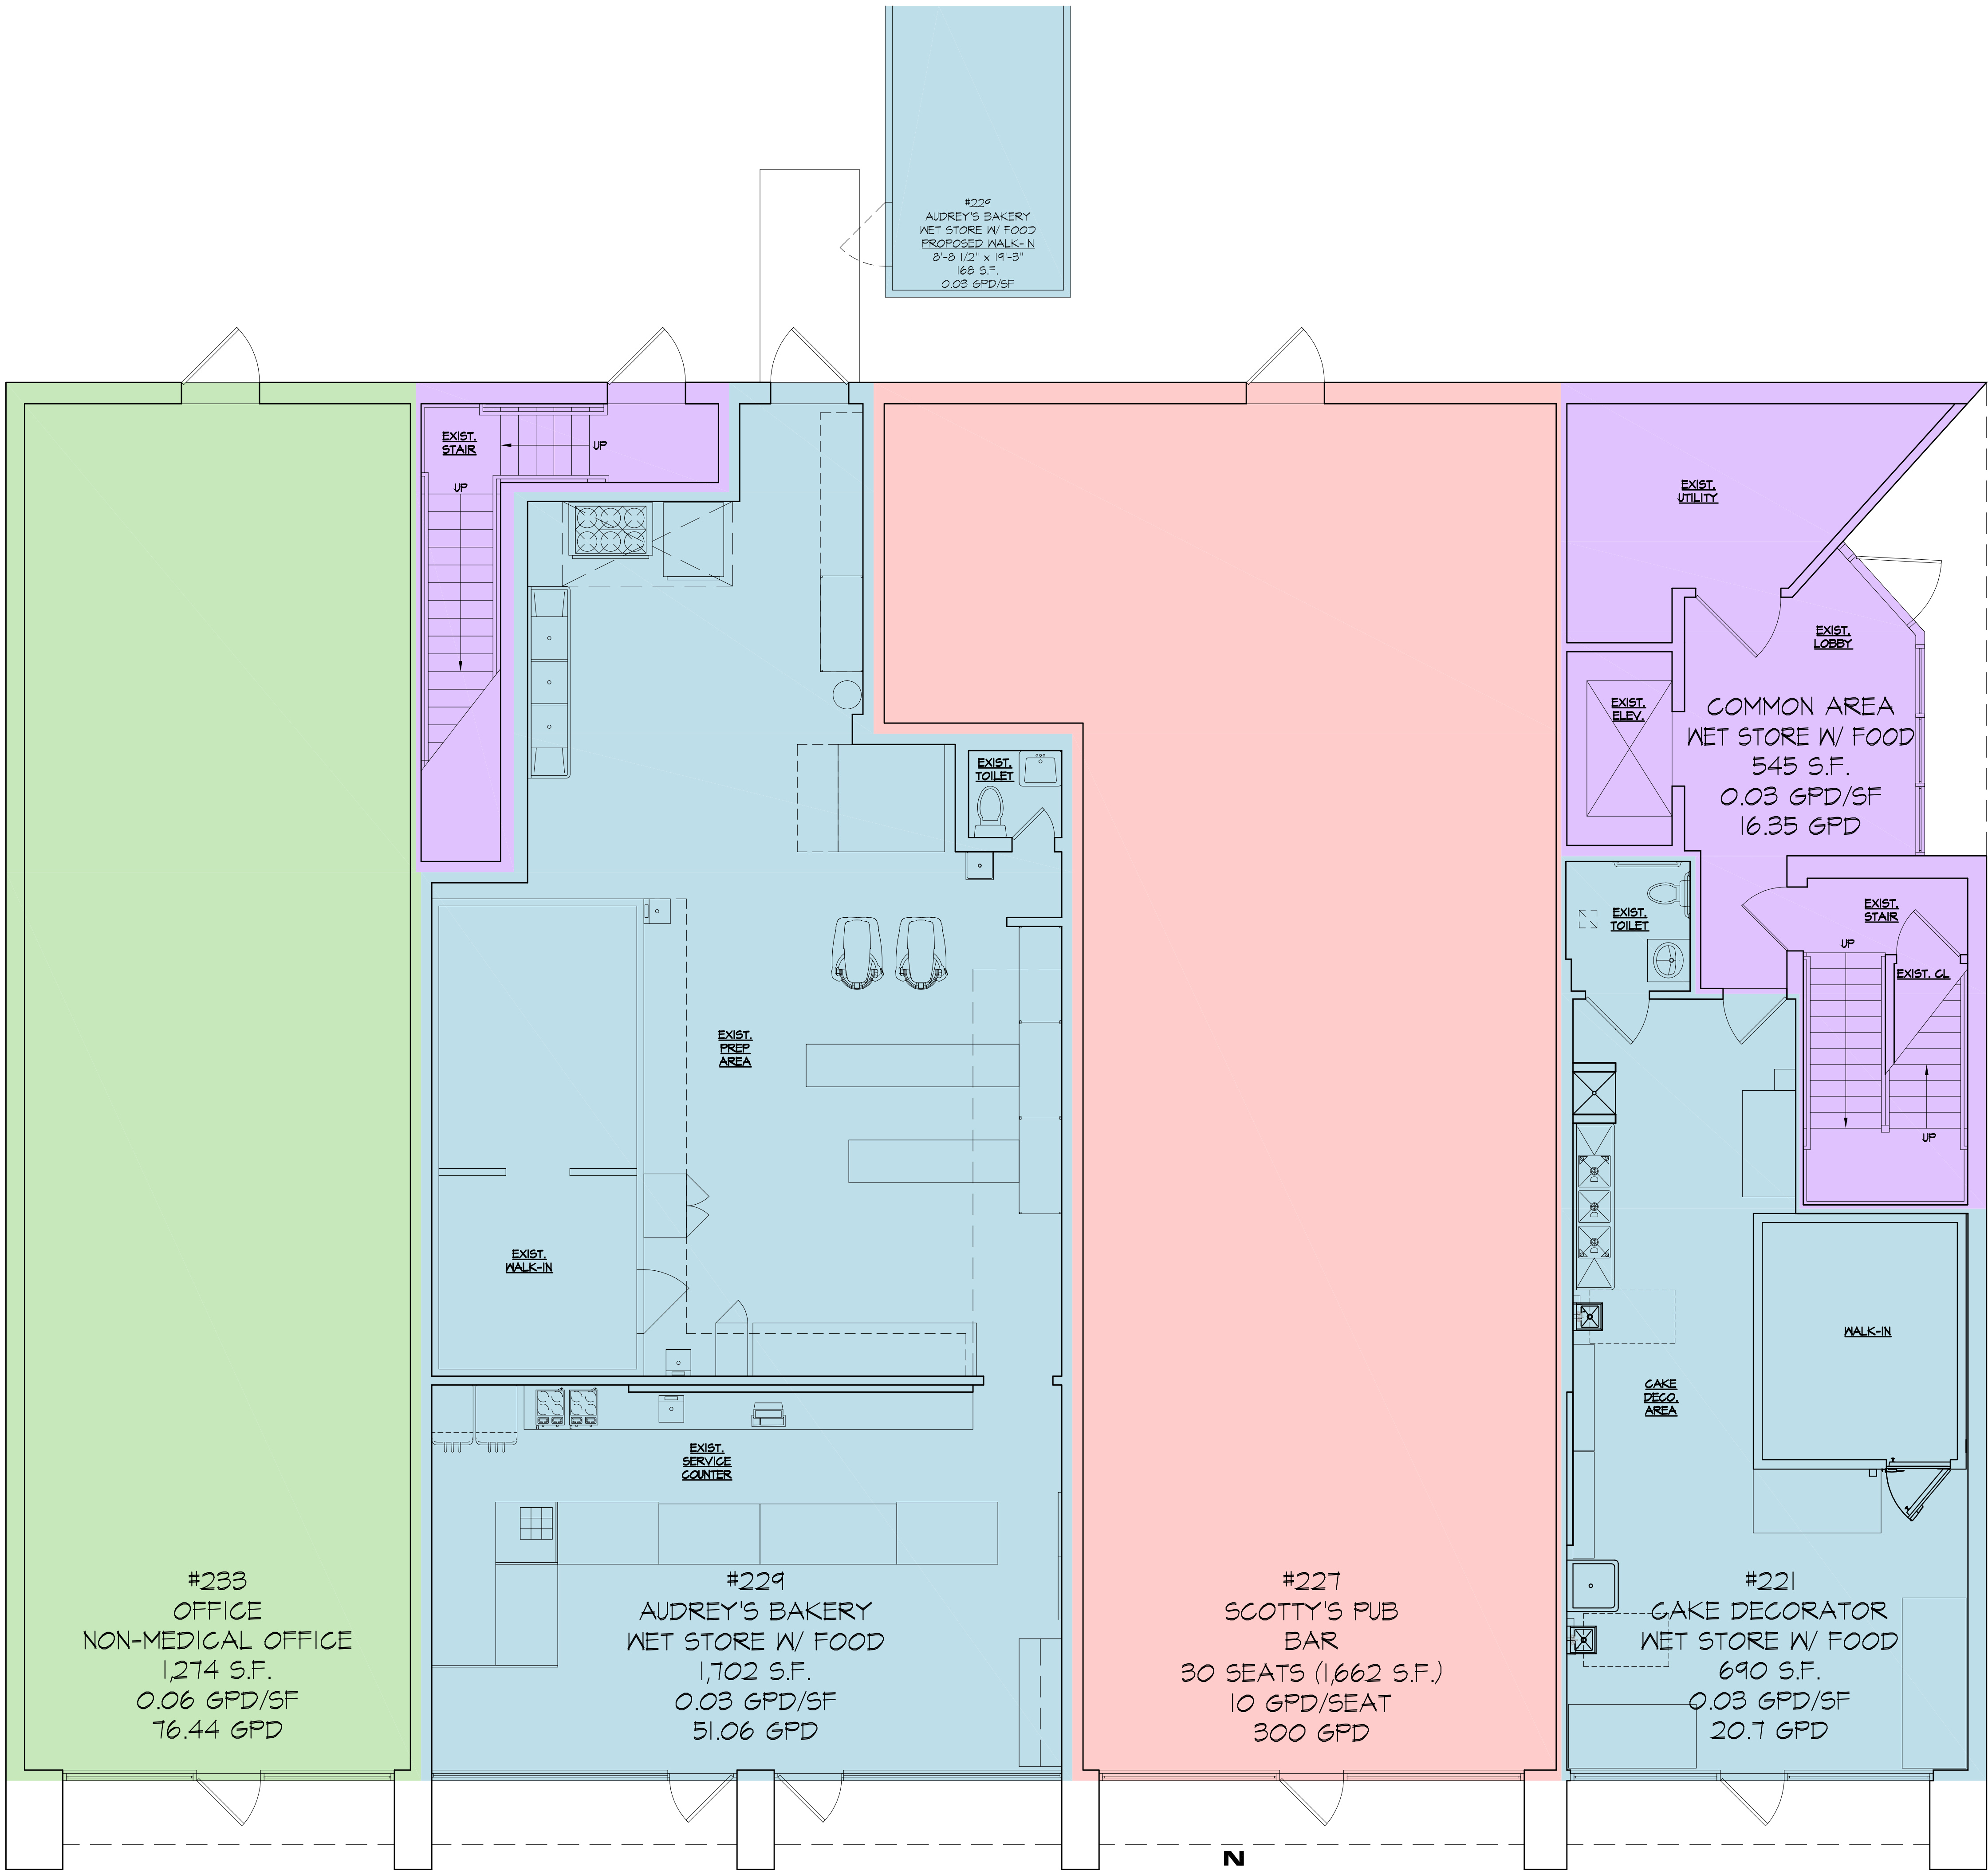 #229
AUDREY'S BAKERY
WET STORE W/ FOOD
PROPOSED WALK-IN
8'-8 1/2" x 19'-3"
168 S.F.
0.03 GPD/SF
EXIST.
STAIR
UP
UP
EXIST.
UTILITY
EXIST.
LOBBY
EXIST.
ELEV.
COMMON AREA
WET STORE W/ FOOD
545 S.F.
0.03 GPD/SF
16.35 GPD
EXIST.
TOILET
EXIST.
TOILET
EXIST.
STAIR
UP
EXIST. CL
UP
EXIST.
PREP
AREA
EXIST.
WALK-IN
WALK-IN
CAKE
DECO.
AREA
EXIST.
SERVICE
COUNTER
#233
OFFICE
NON-MEDICAL OFFICE
1,274 S.F.
0.06 GPD/SF
76.44 GPD
#229
AUDREY'S BAKERY
WET STORE W/ FOOD
1,702 S.F.
0.03 GPD/SF
51.06 GPD
#227
SCOTTY'S PUB
BAR
30 SEATS (1,662 S.F.)
10 GPD/SEAT
300 GPD
#221
CAKE DECORATOR
WET STORE W/ FOOD
690 S.F.
0.03 GPD/SF
20.7 GPD
N